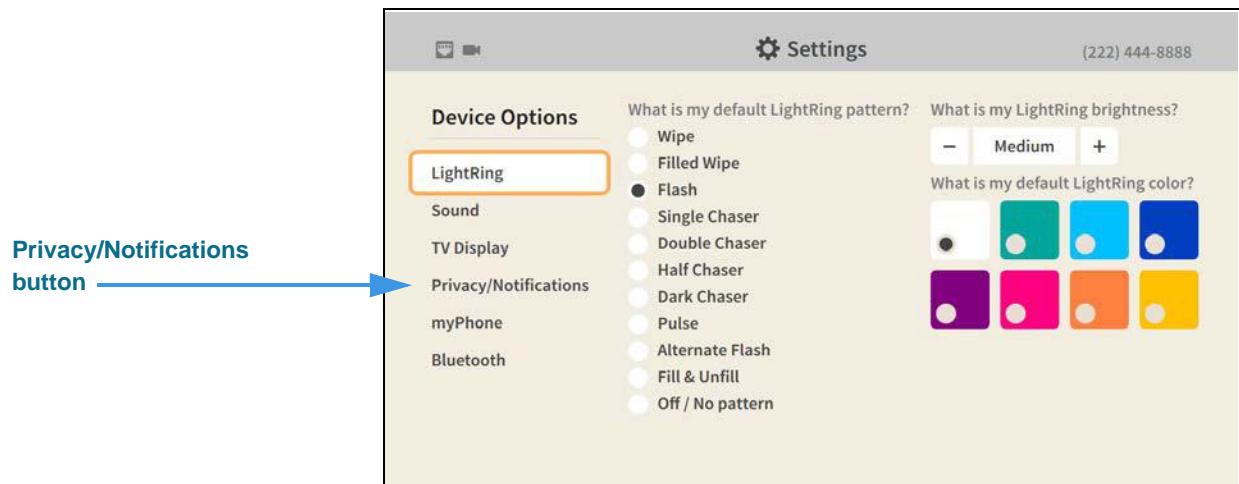 Settings
(222) 444-8888
Device Options
LightRing
Sound
TV Display
Privacy/Notifications
myPhone
Bluetooth
Privacy/Notifications
button
What is my default LightRing pattern?
Wipe
Filled Wipe
Flash
Single Chaser
Double Chaser
Half Chaser
Dark Chaser
Pulse
Alternate Flash
Fill & Unfill
Off / No pattern
What is my LightRing brightness?
− Medium +
What is my default LightRing color?